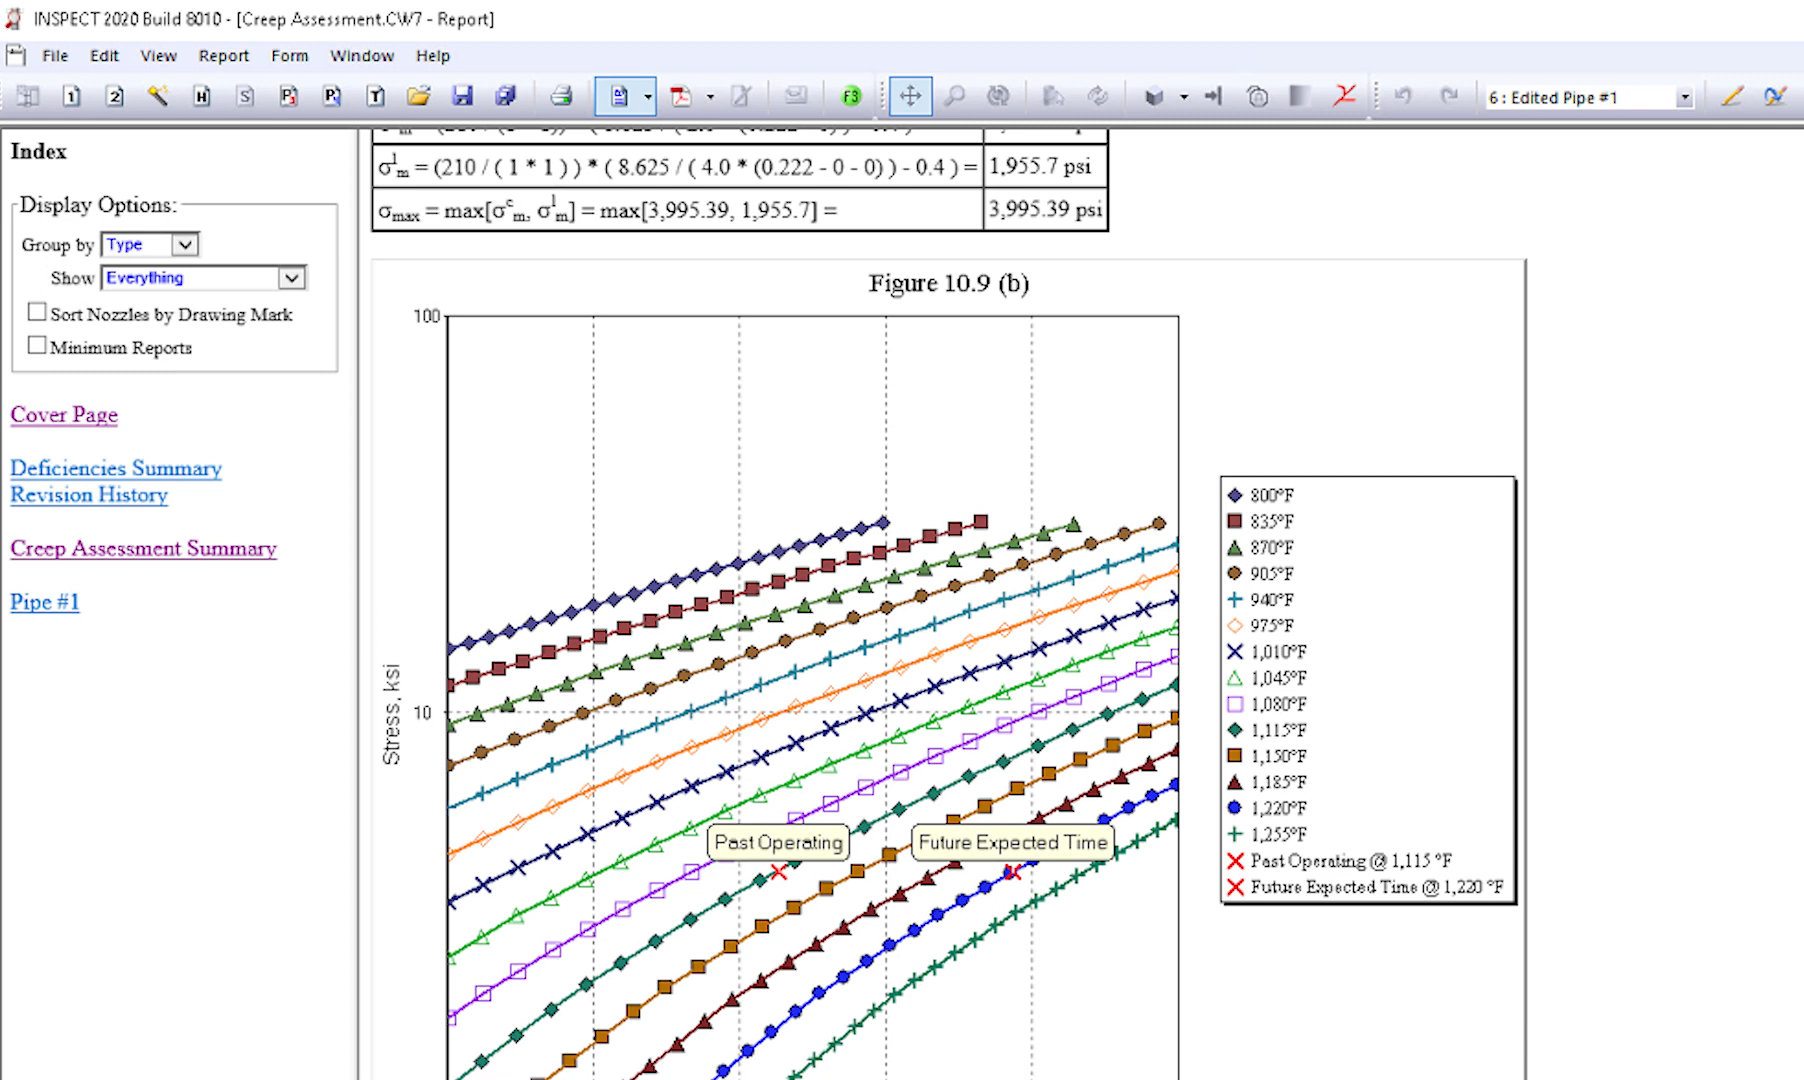 INSPECT 2020 Build 8010 - [Creep Assessment.CW7 - Report]
File Edit View Report Form Window Help
1 2 H S P T F3 6 : Edited Pipe #1
Index
Display Options:
Group by Type
Show Everything
Sort Nozzles by Drawing Mark
Minimum Reports
Cover Page
Deficiencies Summary
Revision History
Creep Assessment Summary
Pipe #1
σlm = (210 / ( 1 * 1 ) ) * ( 8.625 / ( 4.0 * (0.222 - 0 - 0) ) - 0.4 ) = 1,955.7 psi
σmax = max[σcm, σlm] = max[3,995.39, 1,955.7] = 3,995.39 psi
Figure 10.9 (b)
100
10
Stress, ksi
Past Operating
Future Expected Time
800°F
835°F
870°F
905°F
940°F
975°F
1,010°F
1,045°F
1,080°F
1,115°F
1,150°F
1,185°F
1,220°F
1,255°F
Past Operating @ 1,115 °F
Future Expected Time @ 1,220 °F